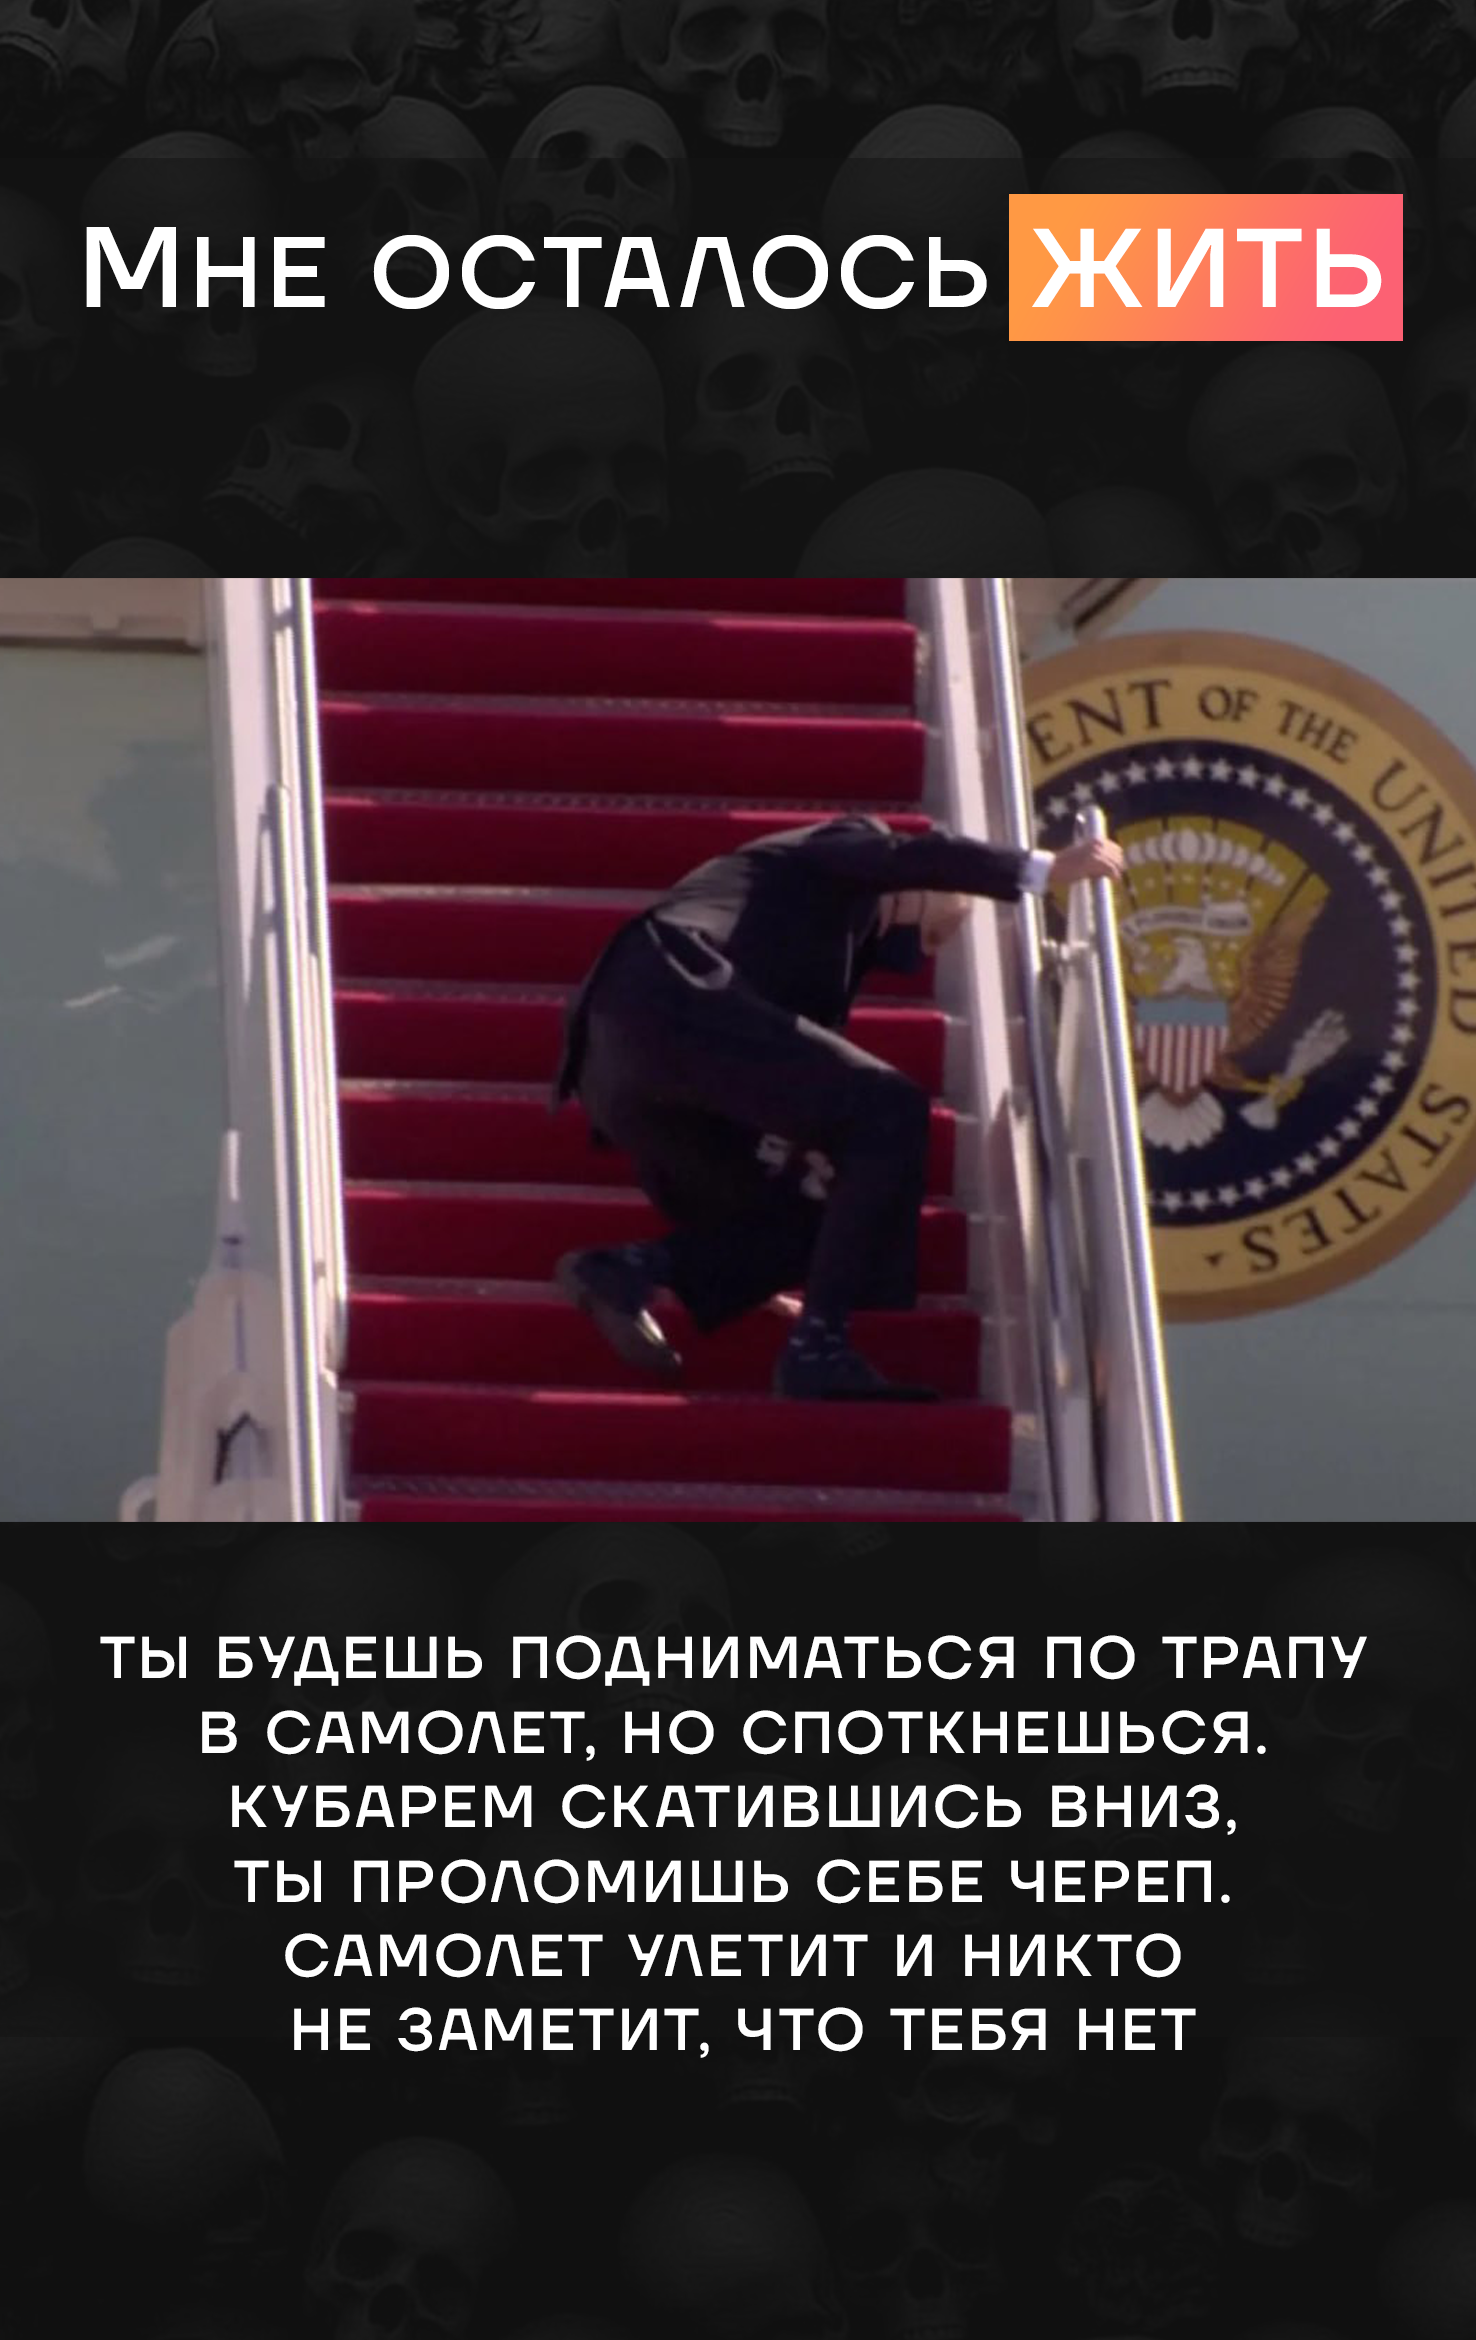 Мне осталось жить
ENT OF THE UNITED STATES
ТЫ БУДЕШЬ ПОДНИМАТЬСЯ ПО ТРАПУ
В САМОЛЕТ, НО СПОТКНЕШЬСЯ.
КУБАРЕМ СКАТИВШИСЬ ВНИЗ,
ТЫ ПРОЛОМИШЬ СЕБЕ ЧЕРЕП.
САМОЛЕТ УЛЕТИТ И НИКТО
НЕ ЗАМЕТИТ, ЧТО ТЕБЯ НЕТ